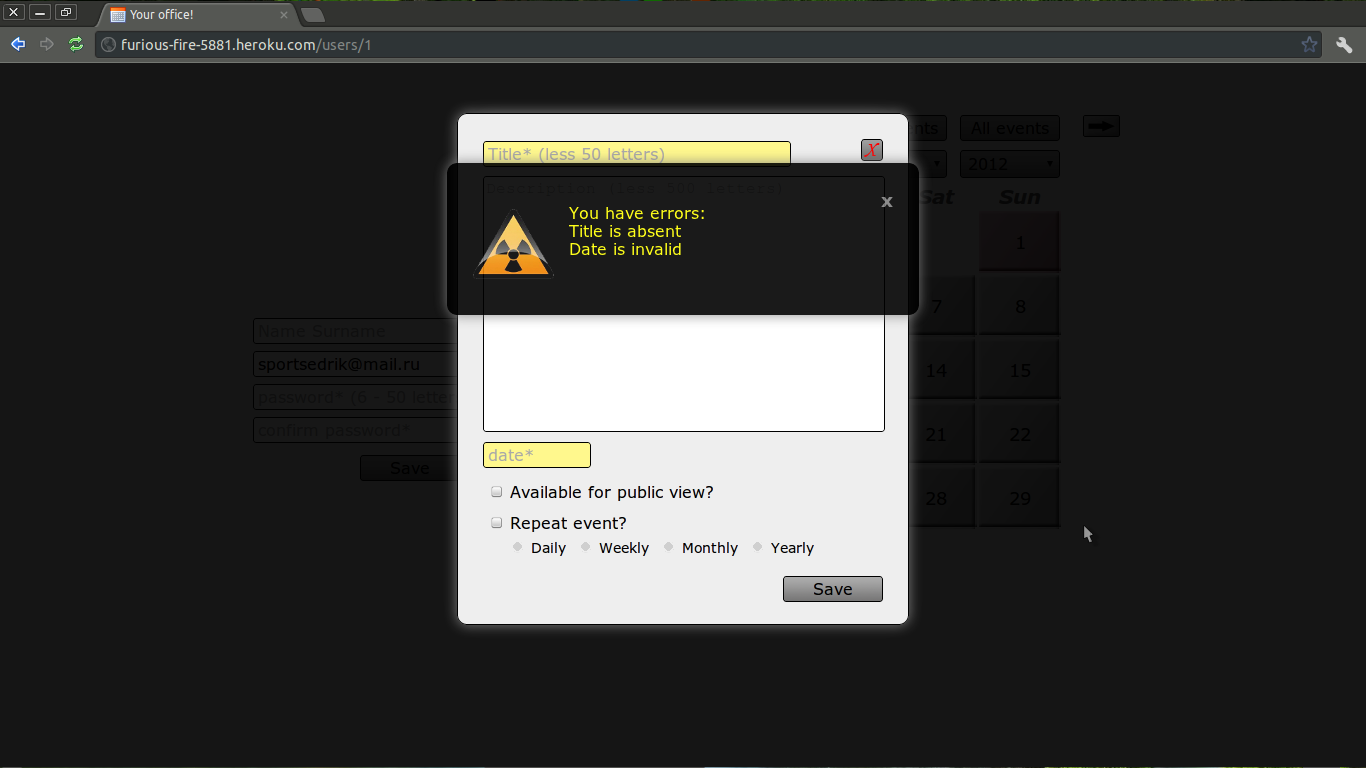 Your office!
furious-fire-5881.heroku.com/users/1
nts
All events
2012
Sat Sun
1
7 8
14 15
21 22
28 29
Name Surname
sportsedrik@mail.ru
password* (6 - 50 letter
confirm password*
Save
Title* (less 50 letters)
X
Description (less 500 letters)
x
You have errors:
Title is absent
Date is invalid
date*
Available for public view?
Repeat event?
Daily Weekly Monthly Yearly
Save